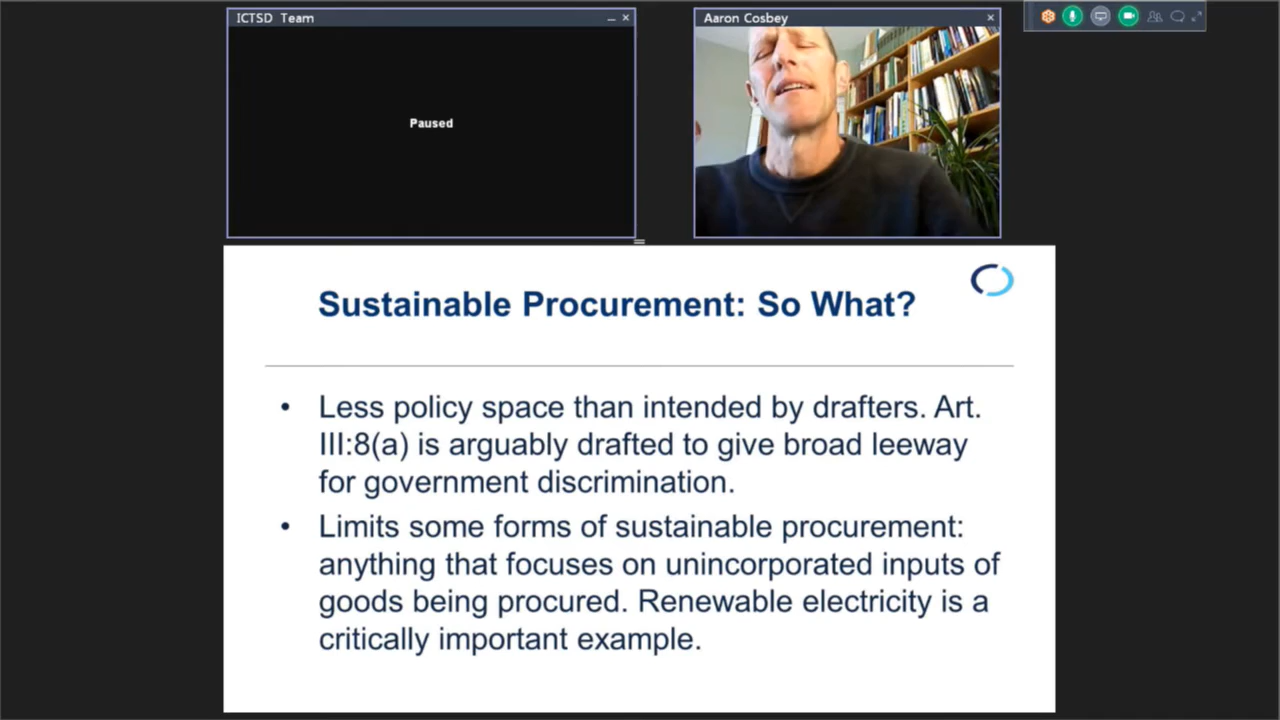 ICTSD Team
Aaron Cosbey
Paused
Sustainable Procurement: So What?
• Less policy space than intended by drafters. Art.
III:8(a) is arguably drafted to give broad leeway
for government discrimination.
• Limits some forms of sustainable procurement:
anything that focuses on unincorporated inputs of
goods being procured. Renewable electricity is a
critically important example.